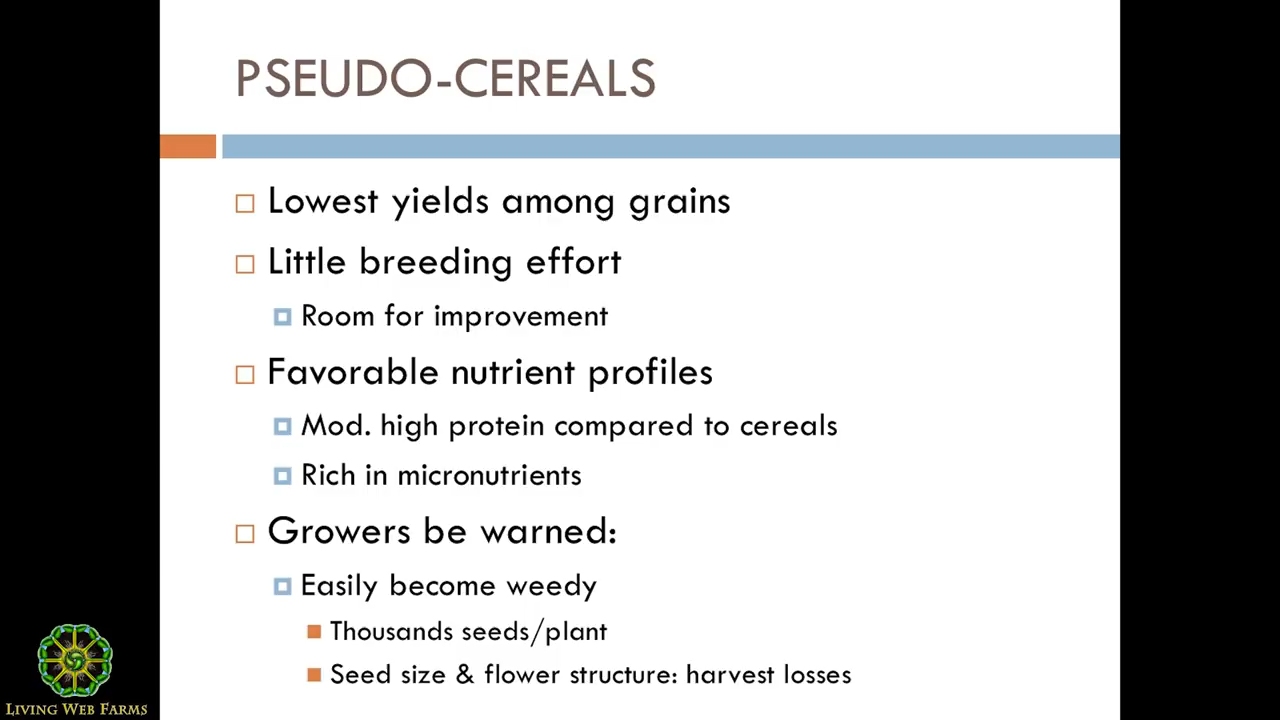 PSEUDO-CEREALS
Lowest yields among grains
Little breeding effort
Room for improvement
Favorable nutrient profiles
Mod. high protein compared to cereals
Rich in micronutrients
Growers be warned:
Easily become weedy
Thousands seeds/plant
Seed size & flower structure: harvest losses
LIVING WEB FARMS